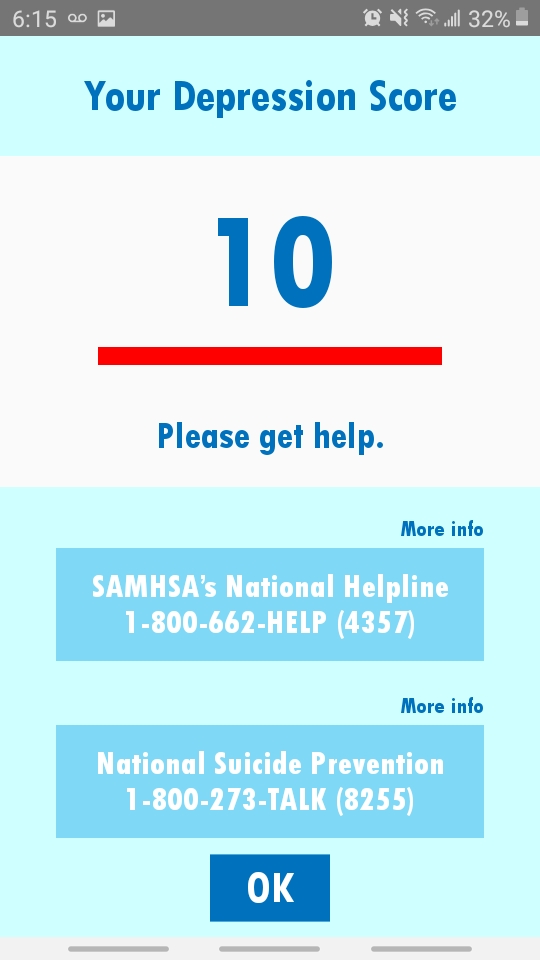 6:15 32%
Your Depression Score
10
Please get help.
More info
SAMHSA's National Helpline
1-800-662-HELP (4357)
More info
National Suicide Prevention
1-800-273-TALK (8255)
OK